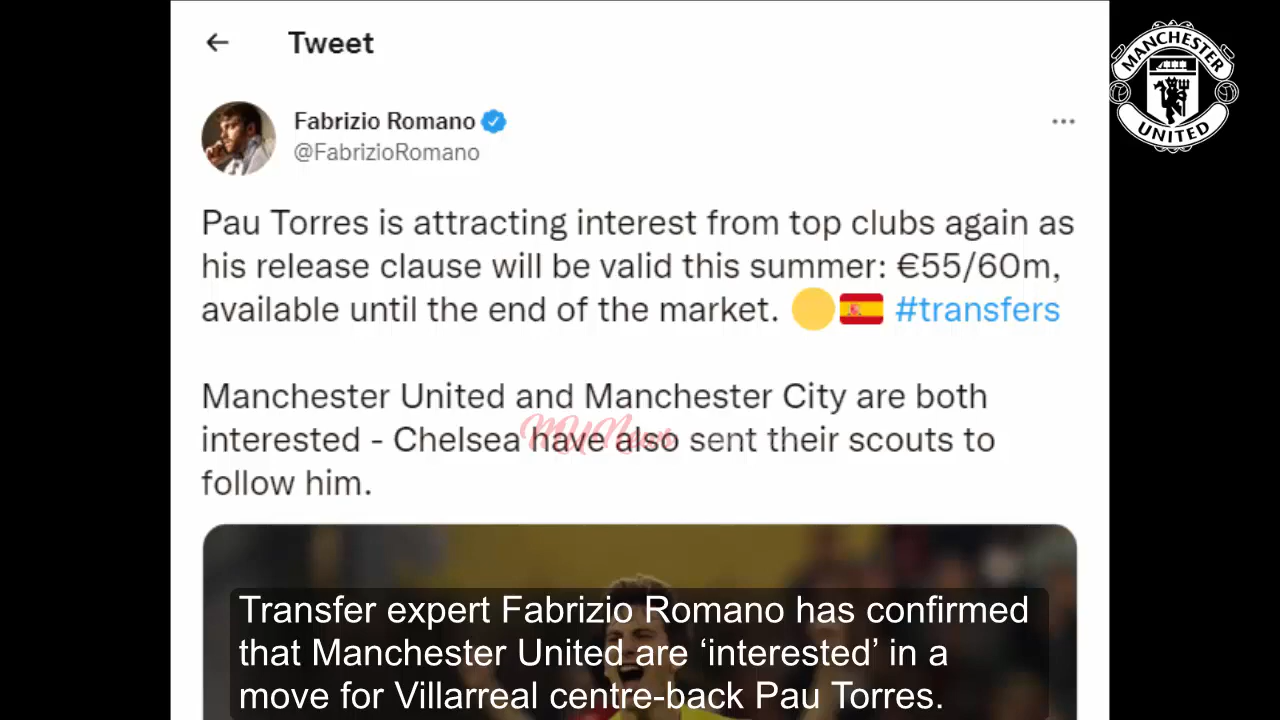 Tweet
MANCHESTER
UNITED
Fabrizio Romano
@FabrizioRomano
Pau Torres is attracting interest from top clubs again as
his release clause will be valid this summer: €55/60m,
available until the end of the market. 🟡🇪🇸 #transfers
Manchester United and Manchester City are both
interested - Chelsea have also sent their scouts to
follow him.
Transfer expert Fabrizio Romano has confirmed
that Manchester United are ‘interested’ in a
move for Villarreal centre-back Pau Torres.